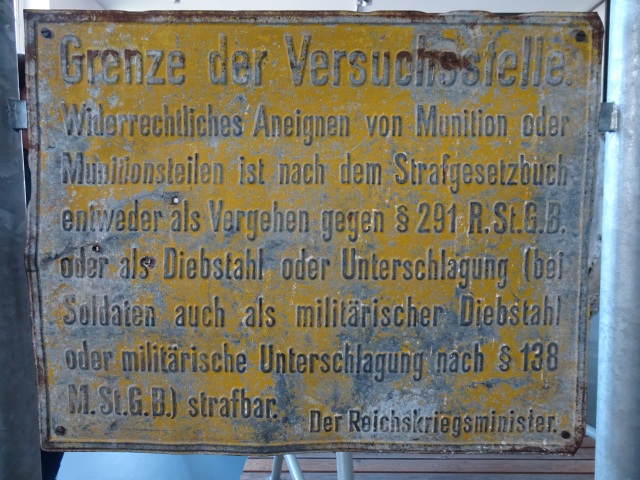 Grenze der Versuchsstelle.
Widerrechtliches Aneignen von Munition oder
Munitionsteilen ist nach dem Strafgesetzbuch
entweder als Vergehen gegen § 291 R.St.G.B.
oder als Diebstahl oder Unterschlagung (bei
Soldaten auch als militärischer Diebstahl
oder militärische Unterschlagung nach § 138
M.St.G.B.) strafbar.
Der Reichskriegsminister.